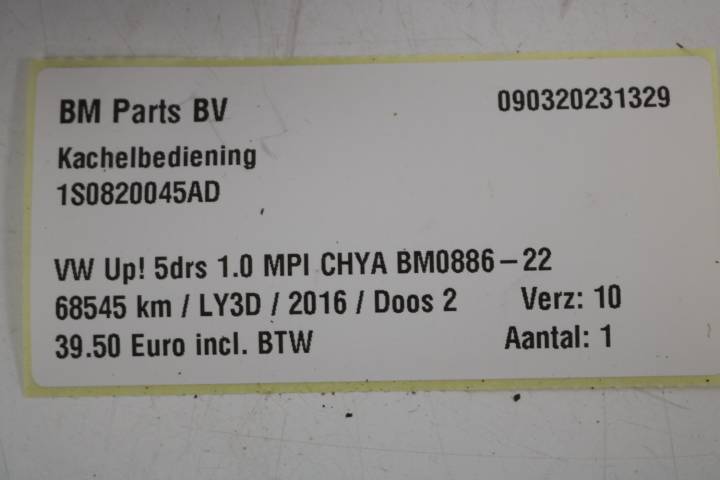 BM Parts BV 090320231329
Kachelbediening
1S0820045AD
VW Up! 5drs 1.0 MPI CHYA BM0886-22
68545 km / LY3D / 2016 / Doos 2 Verz: 10
39.50 Euro incl. BTW Aantal: 1